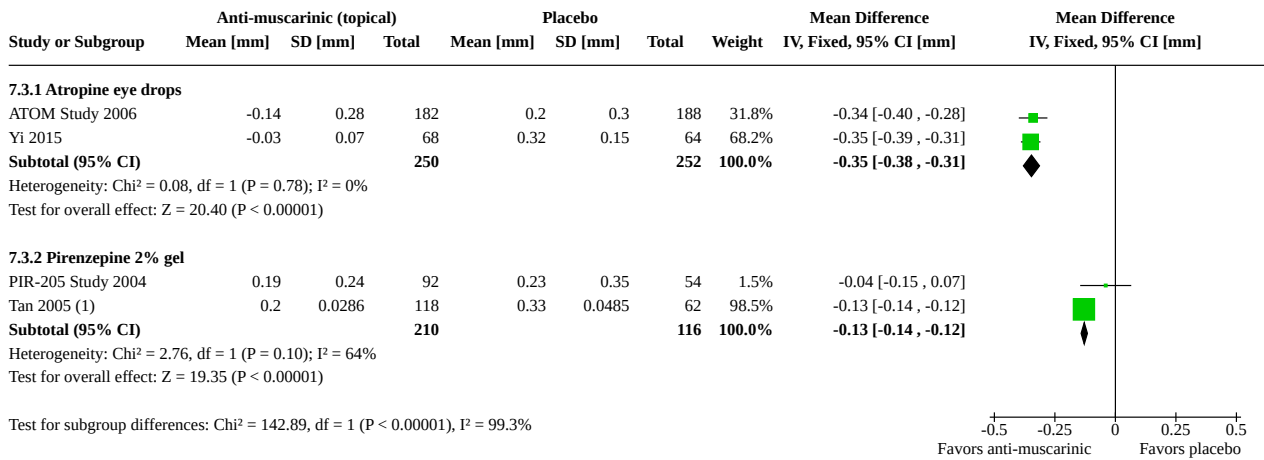 Anti-muscarinic (topical) Placebo Mean Difference Mean Difference
Study or Subgroup Mean [mm] SD [mm] Total Mean [mm] SD [mm] Total Weight IV, Fixed, 95% CI [mm] IV, Fixed, 95% CI [mm]
7.3.1 Atropine eye drops
ATOM Study 2006 -0.14 0.28 182 0.2 0.3 188 31.8% -0.34 [-0.40 , -0.28]
Yi 2015 -0.03 0.07 68 0.32 0.15 64 68.2% -0.35 [-0.39 , -0.31]
Subtotal (95% CI) 250 252 100.0% -0.35 [-0.38 , -0.31]
Heterogeneity: Chi² = 0.08, df = 1 (P = 0.78); I² = 0%
Test for overall effect: Z = 20.40 (P < 0.00001)
7.3.2 Pirenzepine 2% gel
PIR-205 Study 2004 0.19 0.24 92 0.23 0.35 54 1.5% -0.04 [-0.15 , 0.07]
Tan 2005 (1) 0.2 0.0286 118 0.33 0.0485 62 98.5% -0.13 [-0.14 , -0.12]
Subtotal (95% CI) 210 116 100.0% -0.13 [-0.14 , -0.12]
Heterogeneity: Chi² = 2.76, df = 1 (P = 0.10); I² = 64%
Test for overall effect: Z = 19.35 (P < 0.00001)
Test for subgroup differences: Chi² = 142.89, df = 1 (P < 0.00001), I² = 99.3%
-0.5 -0.25 0 0.25 0.5
Favors anti-muscarinic Favors placebo